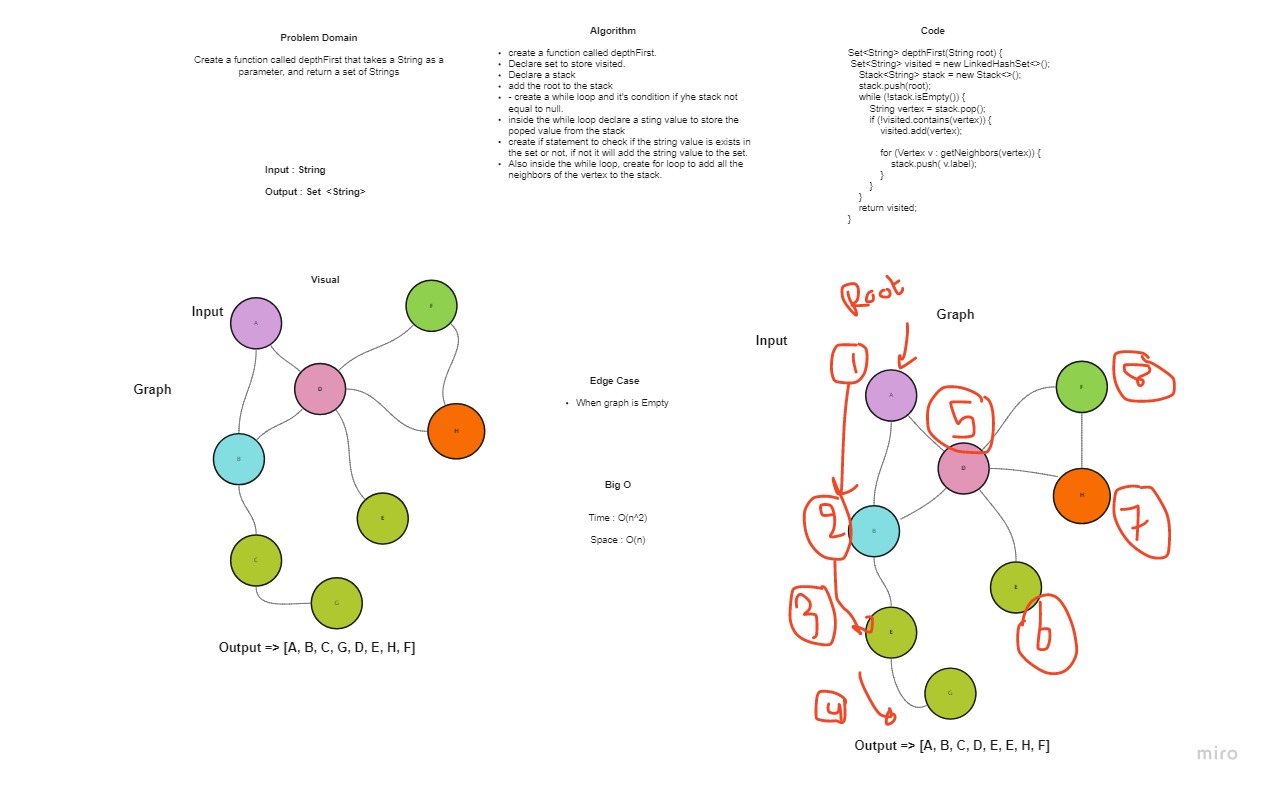 Problem Domain
Create a function called depthFirst that takes a String as a
parameter, and return a set of Strings
Input : String
Output : Set <String>
Algorithm
• create a function called depthFirst.
• Declare set to store visited.
• Declare a stack
• add the root to the stack
• - create a while loop and it's condition if yhe stack not
equal to null.
• inside the while loop declare a sting value to store the
poped value from the stack
• create if statement to check if the string value is exists in
the set or not, if not it will add the string value to the set.
• Also inside the while loop, create for loop to add all the
neighbors of the vertex to the stack.
Code
Set<String> depthFirst(String root) {
Set<String> visited = new LinkedHashSet<>();
Stack<String> stack = new Stack<>();
stack.push(root);
while (!stack.isEmpty()) {
String vertex = stack.pop();
if (!visited.contains(vertex)) {
visited.add(vertex);
for (Vertex v : getNeighbors(vertex)) {
stack.push( v.label);
}
}
}
return visited;
}
Visual
Input
Graph
A
F
D
H
B
E
C
G
Output => [A, B, C, G, D, E, H, F]
Edge Case
• When graph is Empty
Big O
Time : O(n^2)
Space : O(n)
Root
Graph
Input
1
A
F
8
5
D
H
7
2
B
E
6
3
E
4
G
Output => [A, B, C, D, E, E, H, F]
miro